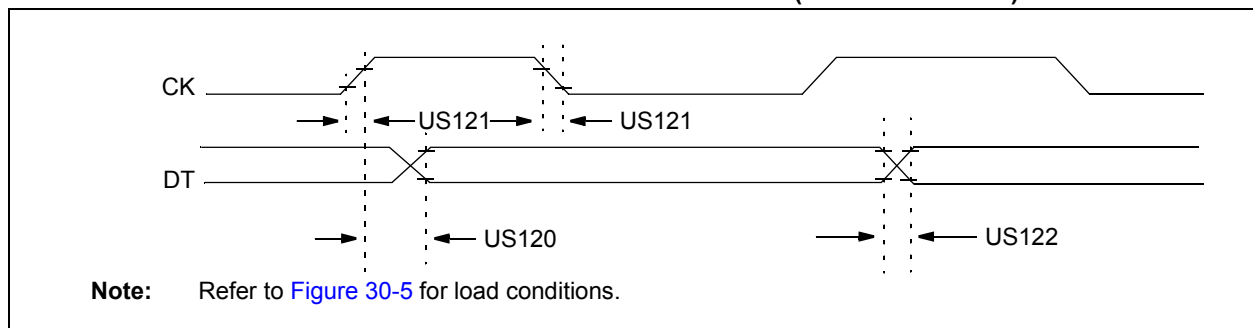 CK
US121
US121
DT
US120
US122
Note: Refer to Figure 30-5 for load conditions.